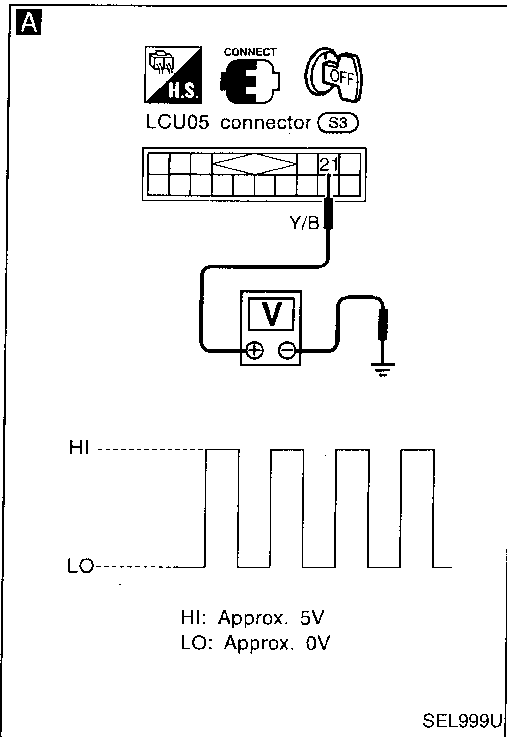 A
CONNECT
H.S.
OFF
LCU05 connector S3
21
Y/B
V
⊕ ⊖
HI
LO
HI: Approx. 5V
LO: Approx. 0V
SEL999U